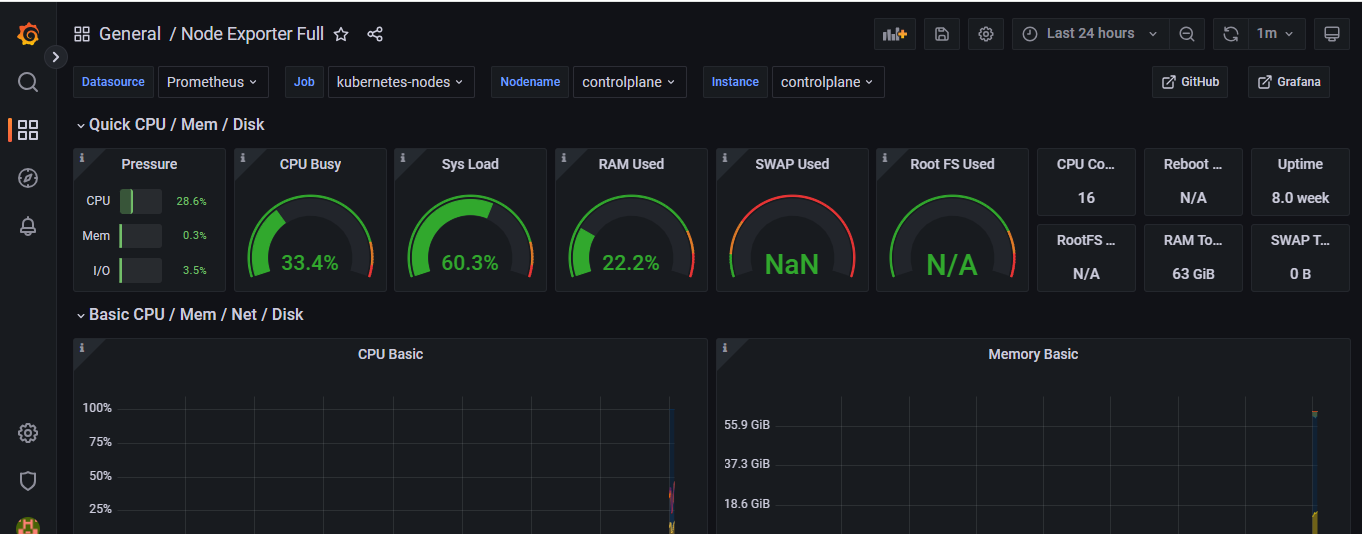 General / Node Exporter Full
Last 24 hours
1m
Datasource Prometheus Job kubernetes-nodes Nodename controlplane Instance controlplane GitHub Grafana
Quick CPU / Mem / Disk
Pressure
CPU 28.6%
Mem 0.3%
I/O 3.5%
CPU Busy
33.4%
Sys Load
60.3%
RAM Used
22.2%
SWAP Used
NaN
Root FS Used
N/A
CPU Co...
16
Reboot ...
N/A
Uptime
8.0 week
RootFS ...
N/A
RAM To...
63 GiB
SWAP T...
0 B
Basic CPU / Mem / Net / Disk
CPU Basic
100%
75%
50%
25%
Memory Basic
55.9 GiB
37.3 GiB
18.6 GiB